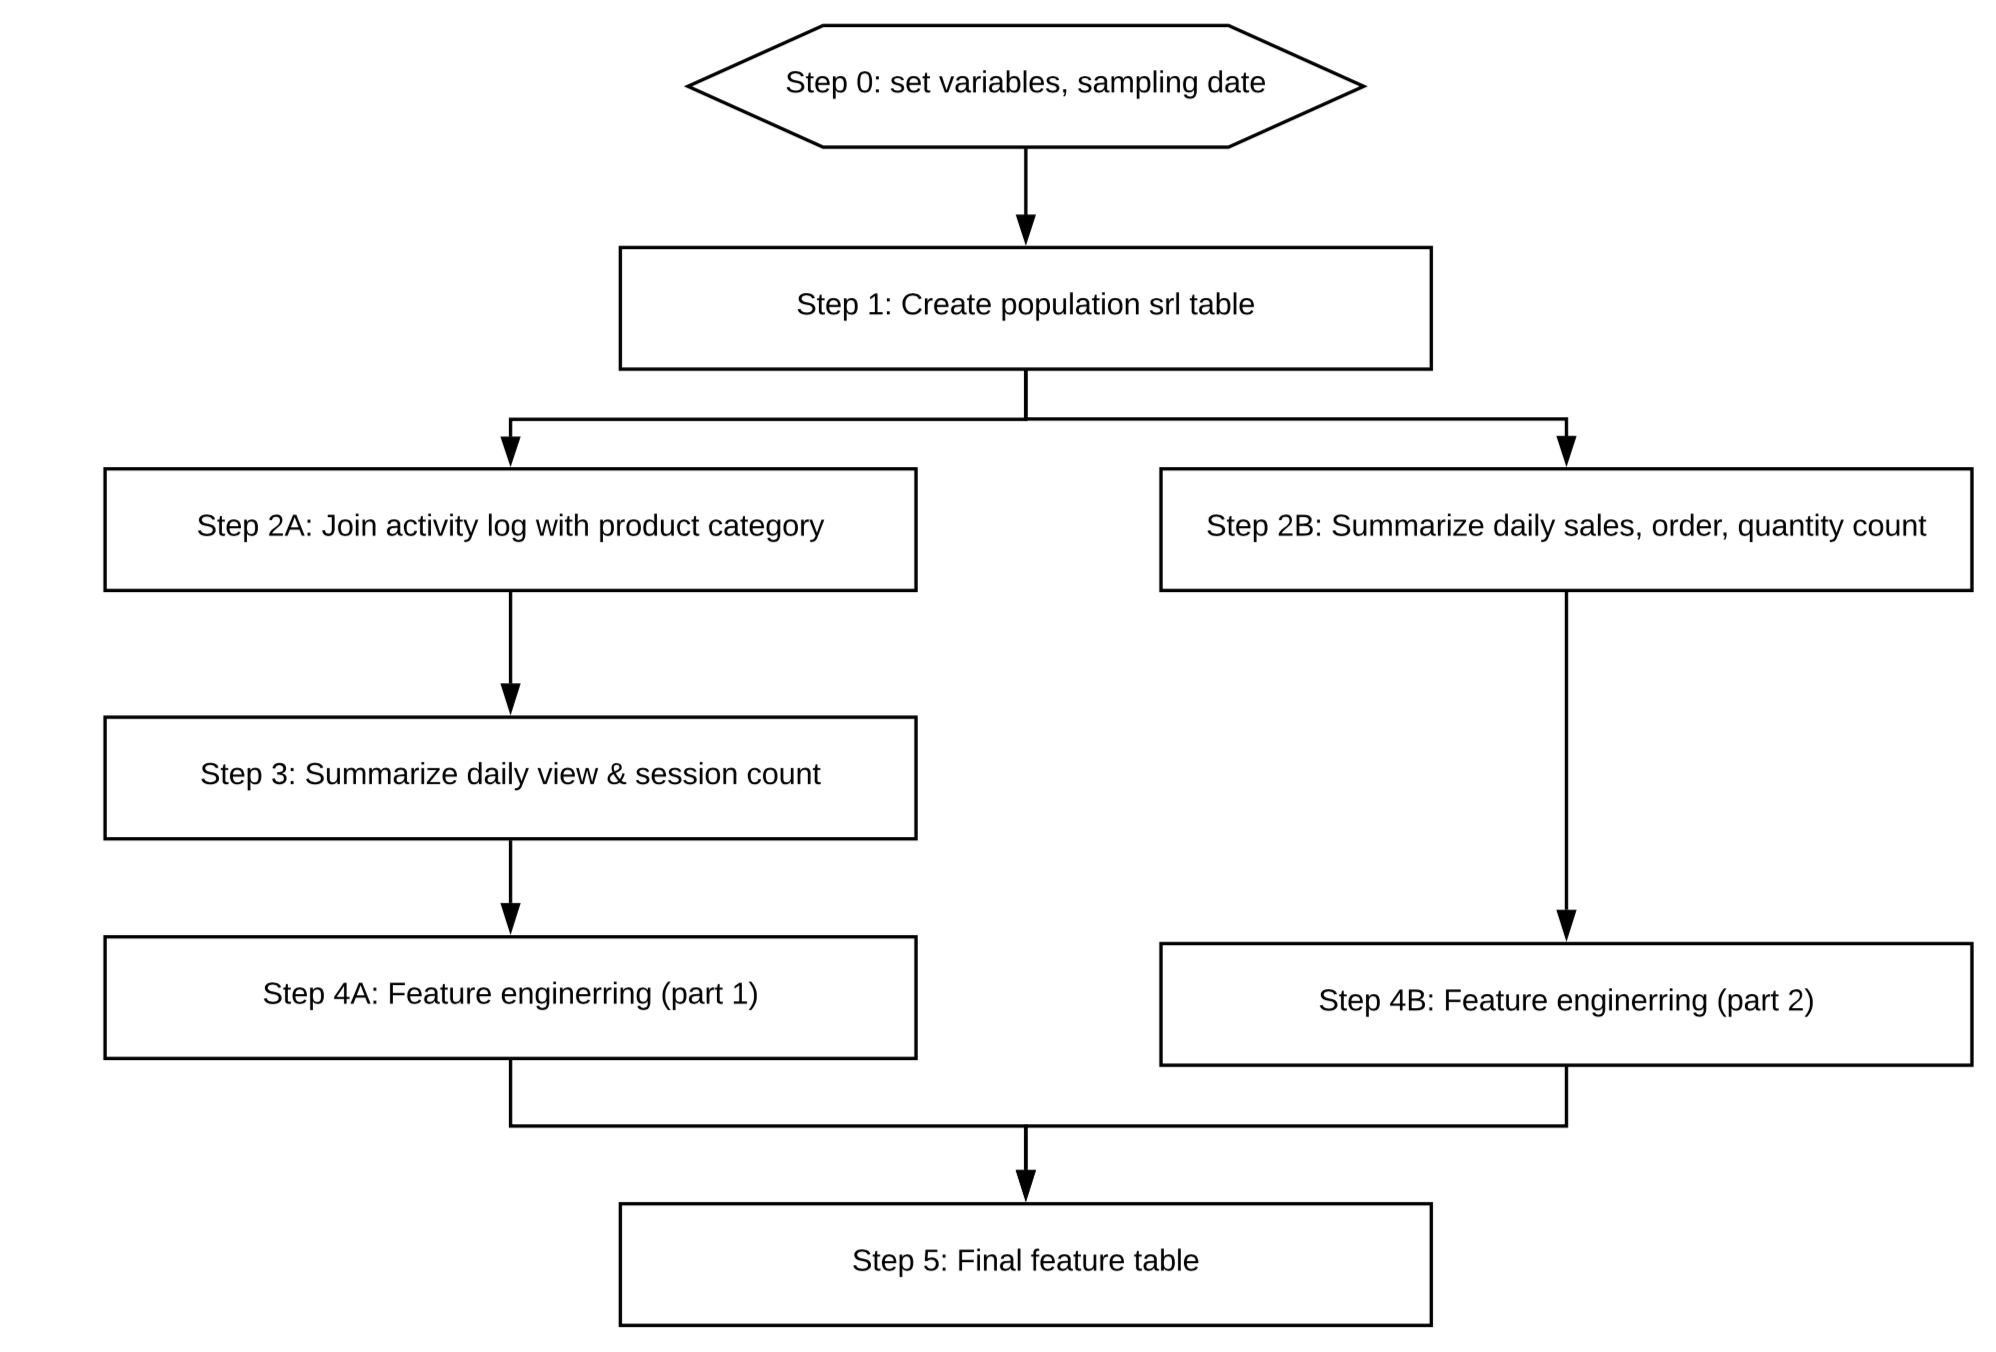 Step 0: set variables, sampling date
Step 1: Create population srl table
Step 2A: Join activity log with product category
Step 2B: Summarize daily sales, order, quantity count
Step 3: Summarize daily view & session count
Step 4A: Feature enginerring (part 1)
Step 4B: Feature enginerring (part 2)
Step 5: Final feature table